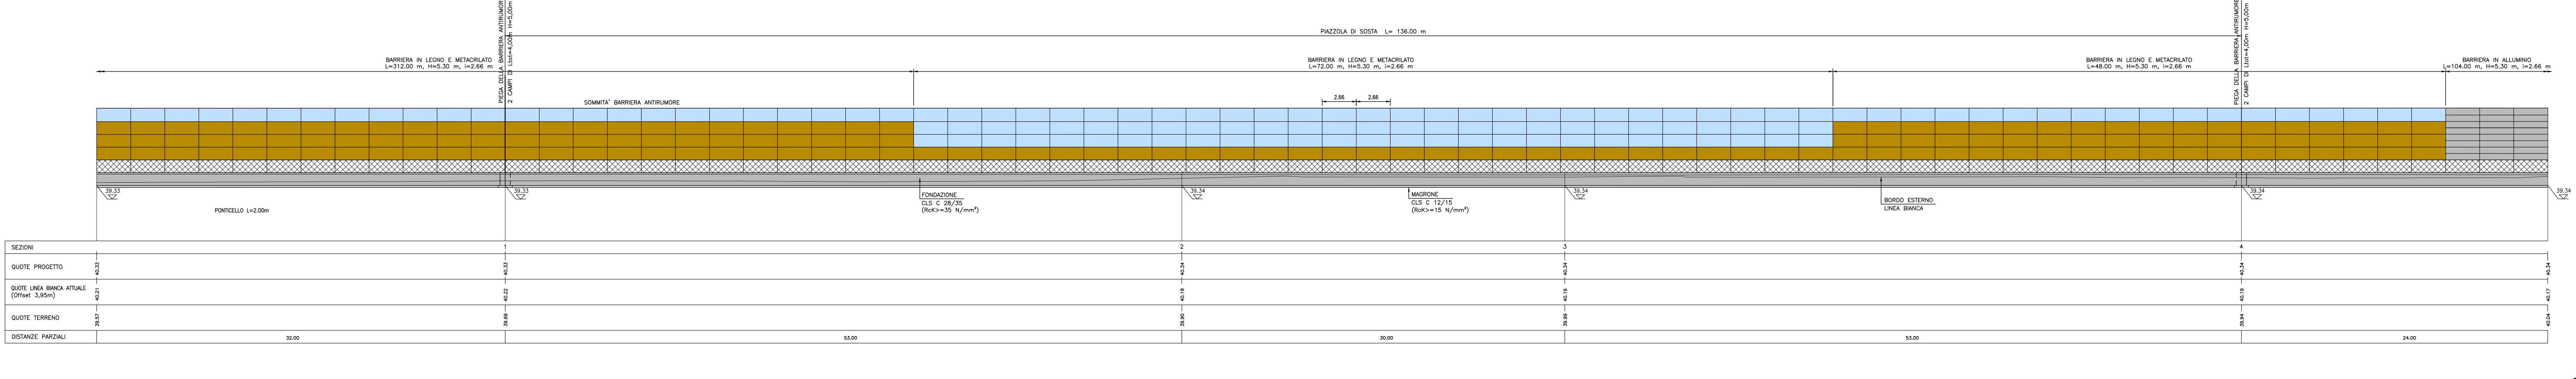 PIEGA DELLA BARRIERA ANTIRUMORE
2 CAMPI DI Ltot=4,00m H=5,00m
PIAZZOLA DI SOSTA L= 136.00 m
PIEGA DELLA BARRIERA ANTIRUMORE
2 CAMPI DI Ltot=4,00m H=5,00m
BARRIERA IN LEGNO E METACRILATO
L=312.00 m, H=5.30 m, i=2.66 m
BARRIERA IN LEGNO E METACRILATO
L=72.00 m, H=5.30 m, i=2.66 m
BARRIERA IN LEGNO E METACRILATO
L=48.00 m, H=5.30 m, i=2.66 m
BARRIERA IN ALLUMINIO
L=104.00 m, H=5.30 m, i=2.66 m
SOMMITA' BARRIERA ANTIRUMORE
2.66 2.66
39.33 39.33 39.34 39.34 39.34 39.34
PONTICELLO L=2.00m
FONDAZIONE
CLS C 28/35
(RcK>=35 N/mm²)
MAGRONE
CLS C 12/15
(RcK>=15 N/mm²)
BORDO ESTERNO
LINEA BIANCA
SEZIONI 1 2 3 4
QUOTE PROGETTO 40.33 40.33 40.34 40.34 40.34 40.34
QUOTE LINEA BIANCA ATTUALE
(Offset 3,95m) 40.21 40.22 40.19 40.16 40.19 40.17
QUOTE TERRENO 39.57 39.69 39.90 39.99 39.94 40.04
DISTANZE PARZIALI 32.00 53.00 30.00 53.00 24.00